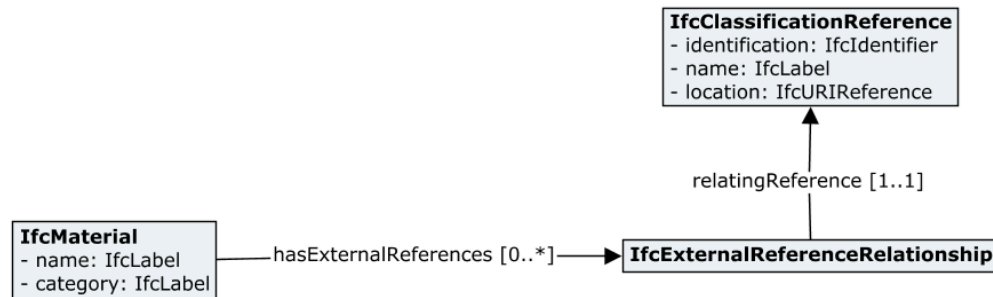 IfcClassificationReference
- identification: IfcIdentifier
- name: IfcLabel
- location: IfcURIReference
relatingReference [1..1]
IfcMaterial
- name: IfcLabel
- category: IfcLabel
hasExternalReferences [0..*]
IfcExternalReferenceRelationship